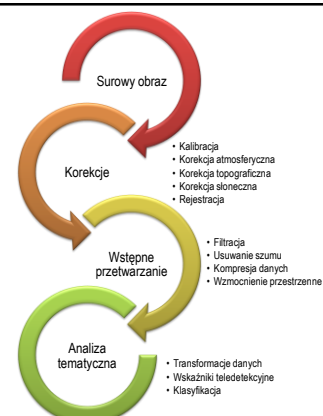 Surowy obraz
Korekcje
• Kalibracja
• Korekcja atmosferyczna
• Korekcja topograficzna
• Korekcja słoneczna
• Rejestracja
Wstępne
przetwarzanie
• Filtracja
• Usuwanie szumu
• Kompresja danych
• Wzmocnienie przestrzenne
Analiza
tematyczna
• Transformacje danych
• Wskaźniki teledetekcyjne
• Klasyfikacja